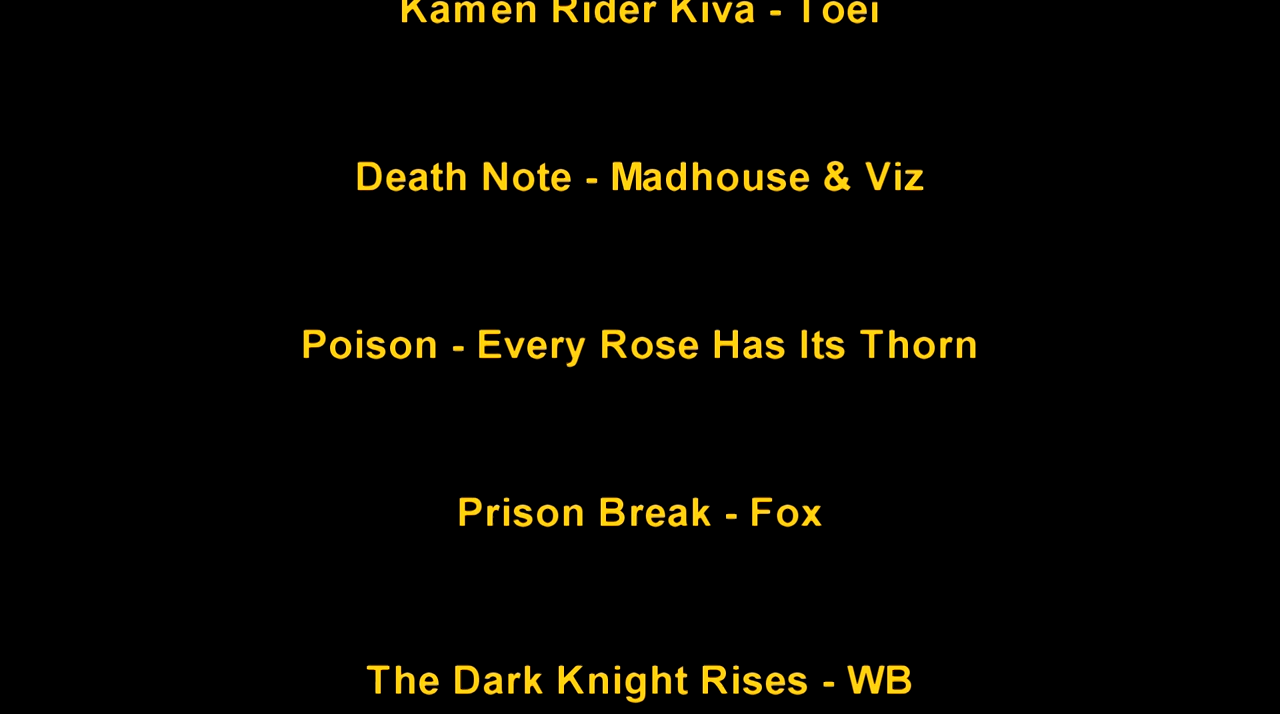 Kamen Rider Kiva - Toei
Death Note - Madhouse & Viz
Poison - Every Rose Has Its Thorn
Prison Break - Fox
The Dark Knight Rises - WB